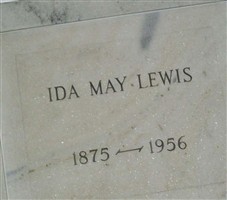 IDA MAY LEWIS
1875 — 1956